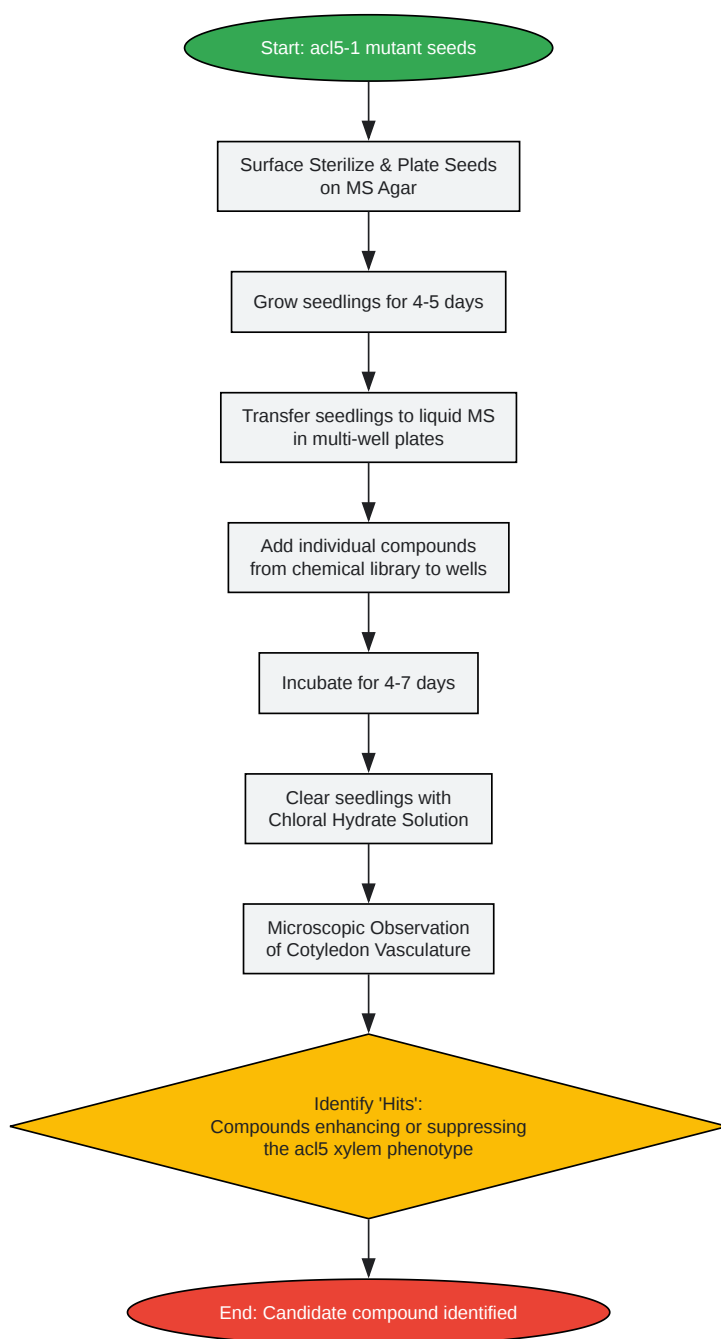 Start: acl5-1 mutant seeds
Surface Sterilize & Plate Seeds
on MS Agar
Grow seedlings for 4-5 days
Transfer seedlings to liquid MS
in multi-well plates
Add individual compounds
from chemical library to wells
Incubate for 4-7 days
Clear seedlings with
Chloral Hydrate Solution
Microscopic Observation
of Cotyledon Vasculature
Identify 'Hits':
Compounds enhancing or suppressing
the acl5 xylem phenotype
End: Candidate compound identified